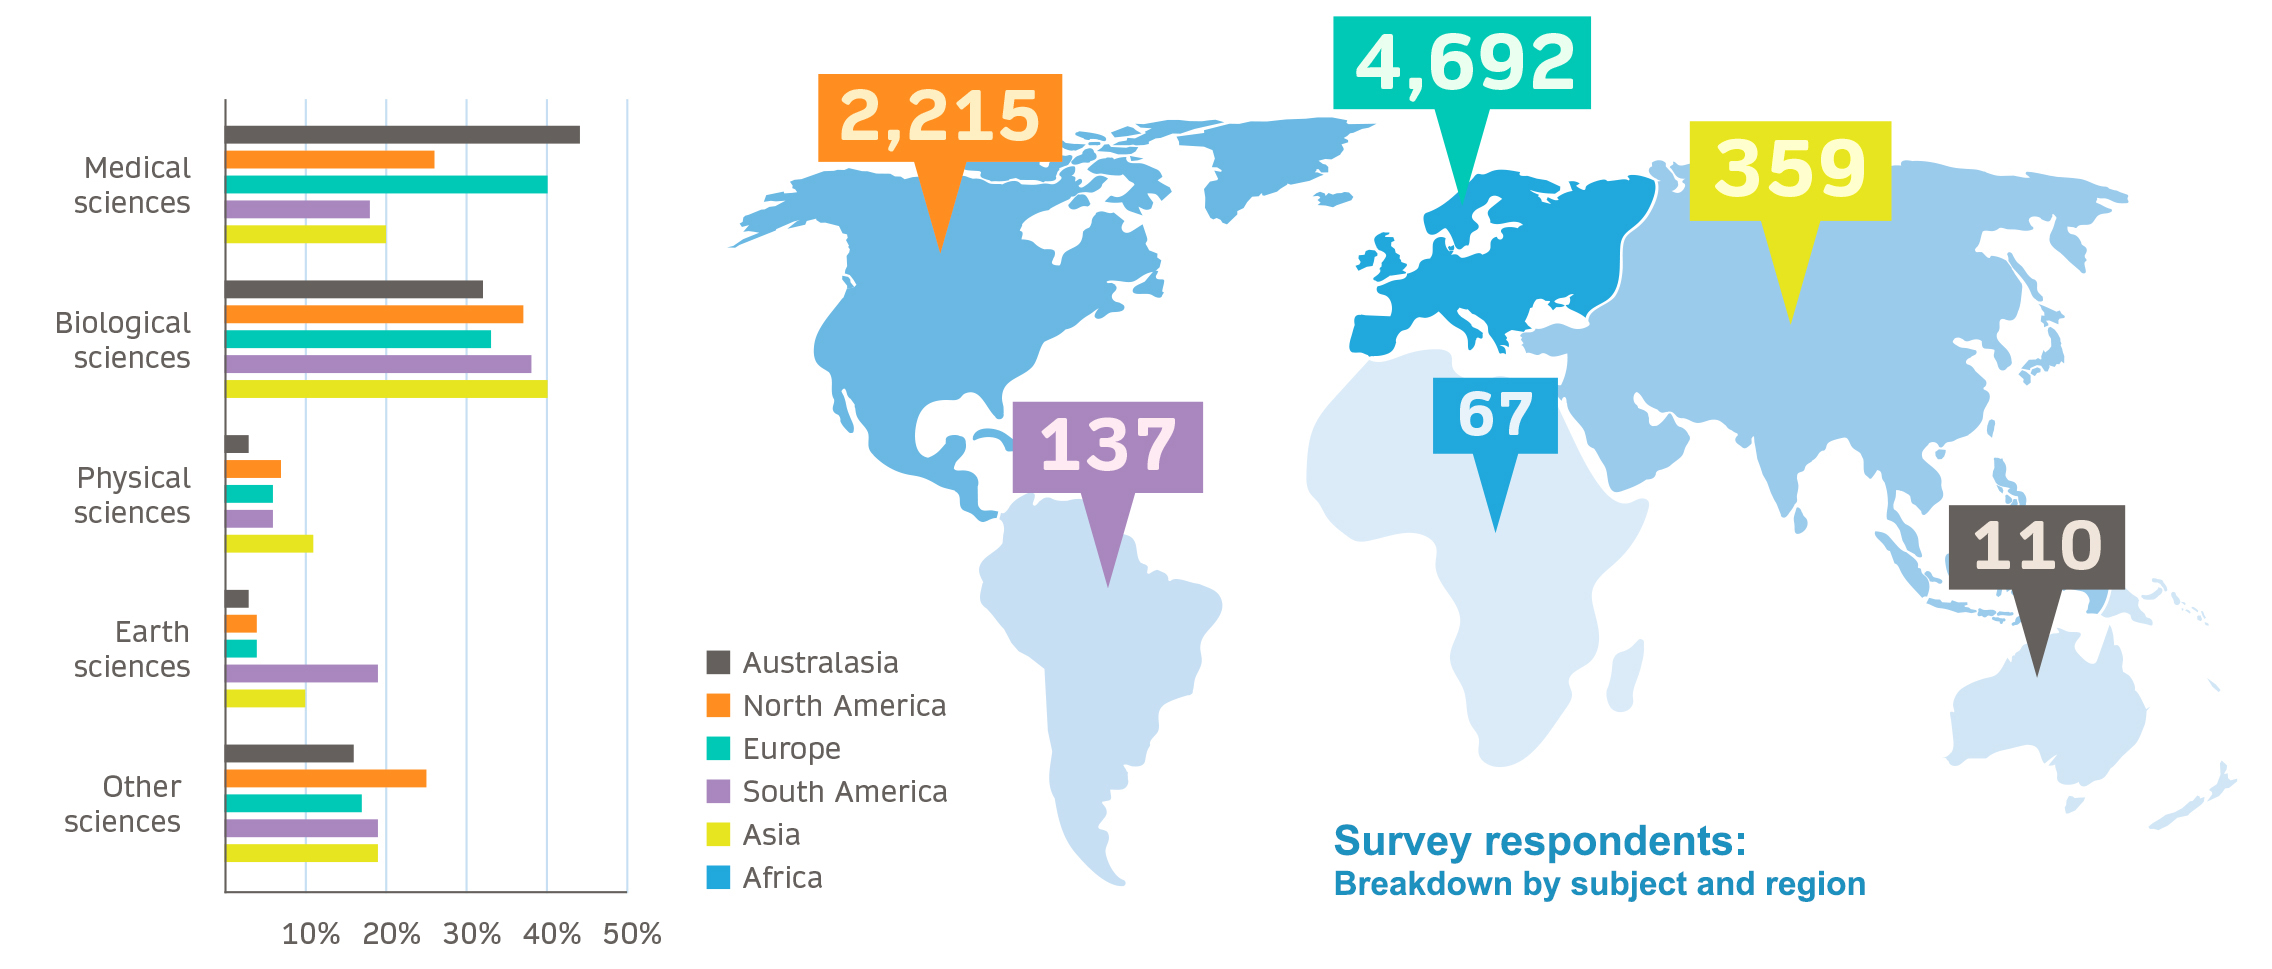 Medical
sciences
Biological
sciences
Physical
sciences
Earth
sciences
Other
sciences
10% 20% 30% 40% 50%
Australasia
North America
Europe
South America
Asia
Africa
2,215
4,692
359
137
67
110
Survey respondents:
Breakdown by subject and region